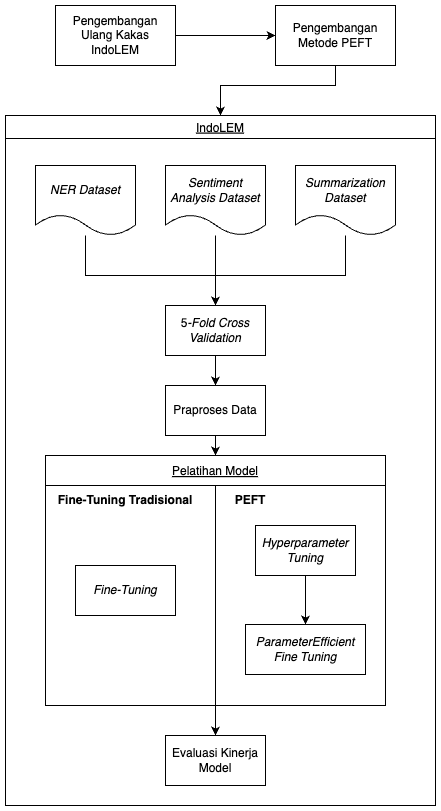 Pengembangan
Ulang Kakas
IndoLEM
Pengembangan
Metode PEFT
IndoLEM
NER Dataset
Sentiment
Analysis Dataset
Summarization
Dataset
5-Fold Cross
Validation
Praproses Data
Pelatihan Model
Fine-Tuning Tradisional
PEFT
Hyperparameter
Tuning
Fine-Tuning
ParameterEfficient
Fine Tuning
Evaluasi Kinerja
Model